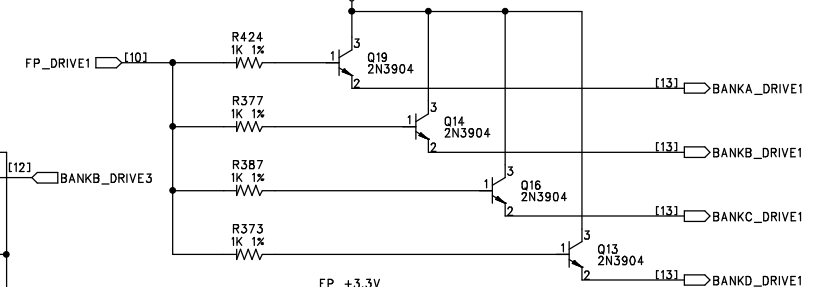 R424
1K 1%
FP_DRIVE1
[10]
1
3
Q19
2N3904
2
[13]
BANKA_DRIVE1
R377
1K 1%
1
3
Q14
2N3904
2
[13]
BANKB_DRIVE1
[12]
BANKB_DRIVE3
R387
1K 1%
1
3
Q16
2N3904
2
[13]
BANKC_DRIVE1
R373
1K 1%
1
3
Q13
2N3904
2
[13]
BANKD_DRIVE1
FP_+3.3V